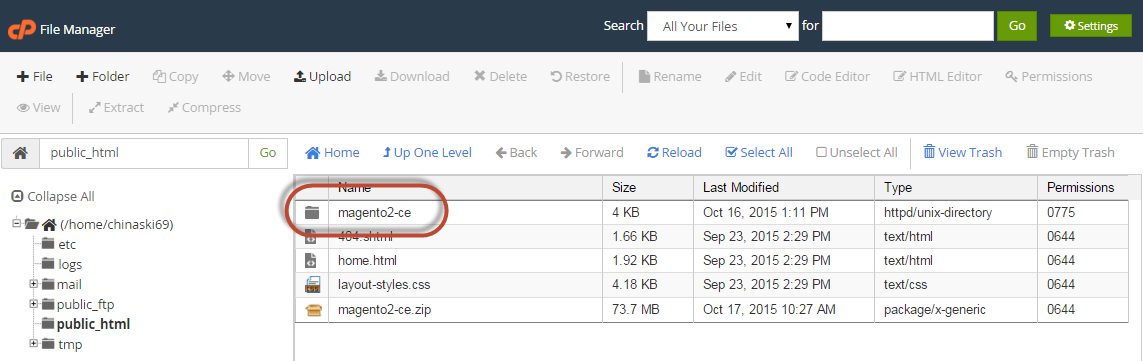 cP File Manager Search All Your Files for Go Settings
File Folder Copy Move Upload Download Delete Restore Rename Edit Code Editor HTML Editor Permissions
View Extract Compress
public_html Go Home Up One Level Back Forward Reload Select All Unselect All View Trash Empty Trash
Collapse All
(/home/chinaski69)
etc
logs
mail
public_ftp
public_html
tmp
Name Size Last Modified Type Permissions
magento2-ce 4 KB Oct 16, 2015 1:11 PM httpd/unix-directory 0775
404.shtml 1.66 KB Sep 23, 2015 2:29 PM text/html 0644
home.html 1.92 KB Sep 23, 2015 2:29 PM text/html 0644
layout-styles.css 4.18 KB Sep 23, 2015 2:29 PM text/css 0644
magento2-ce.zip 73.7 MB Oct 17, 2015 10:27 AM package/x-generic 0644